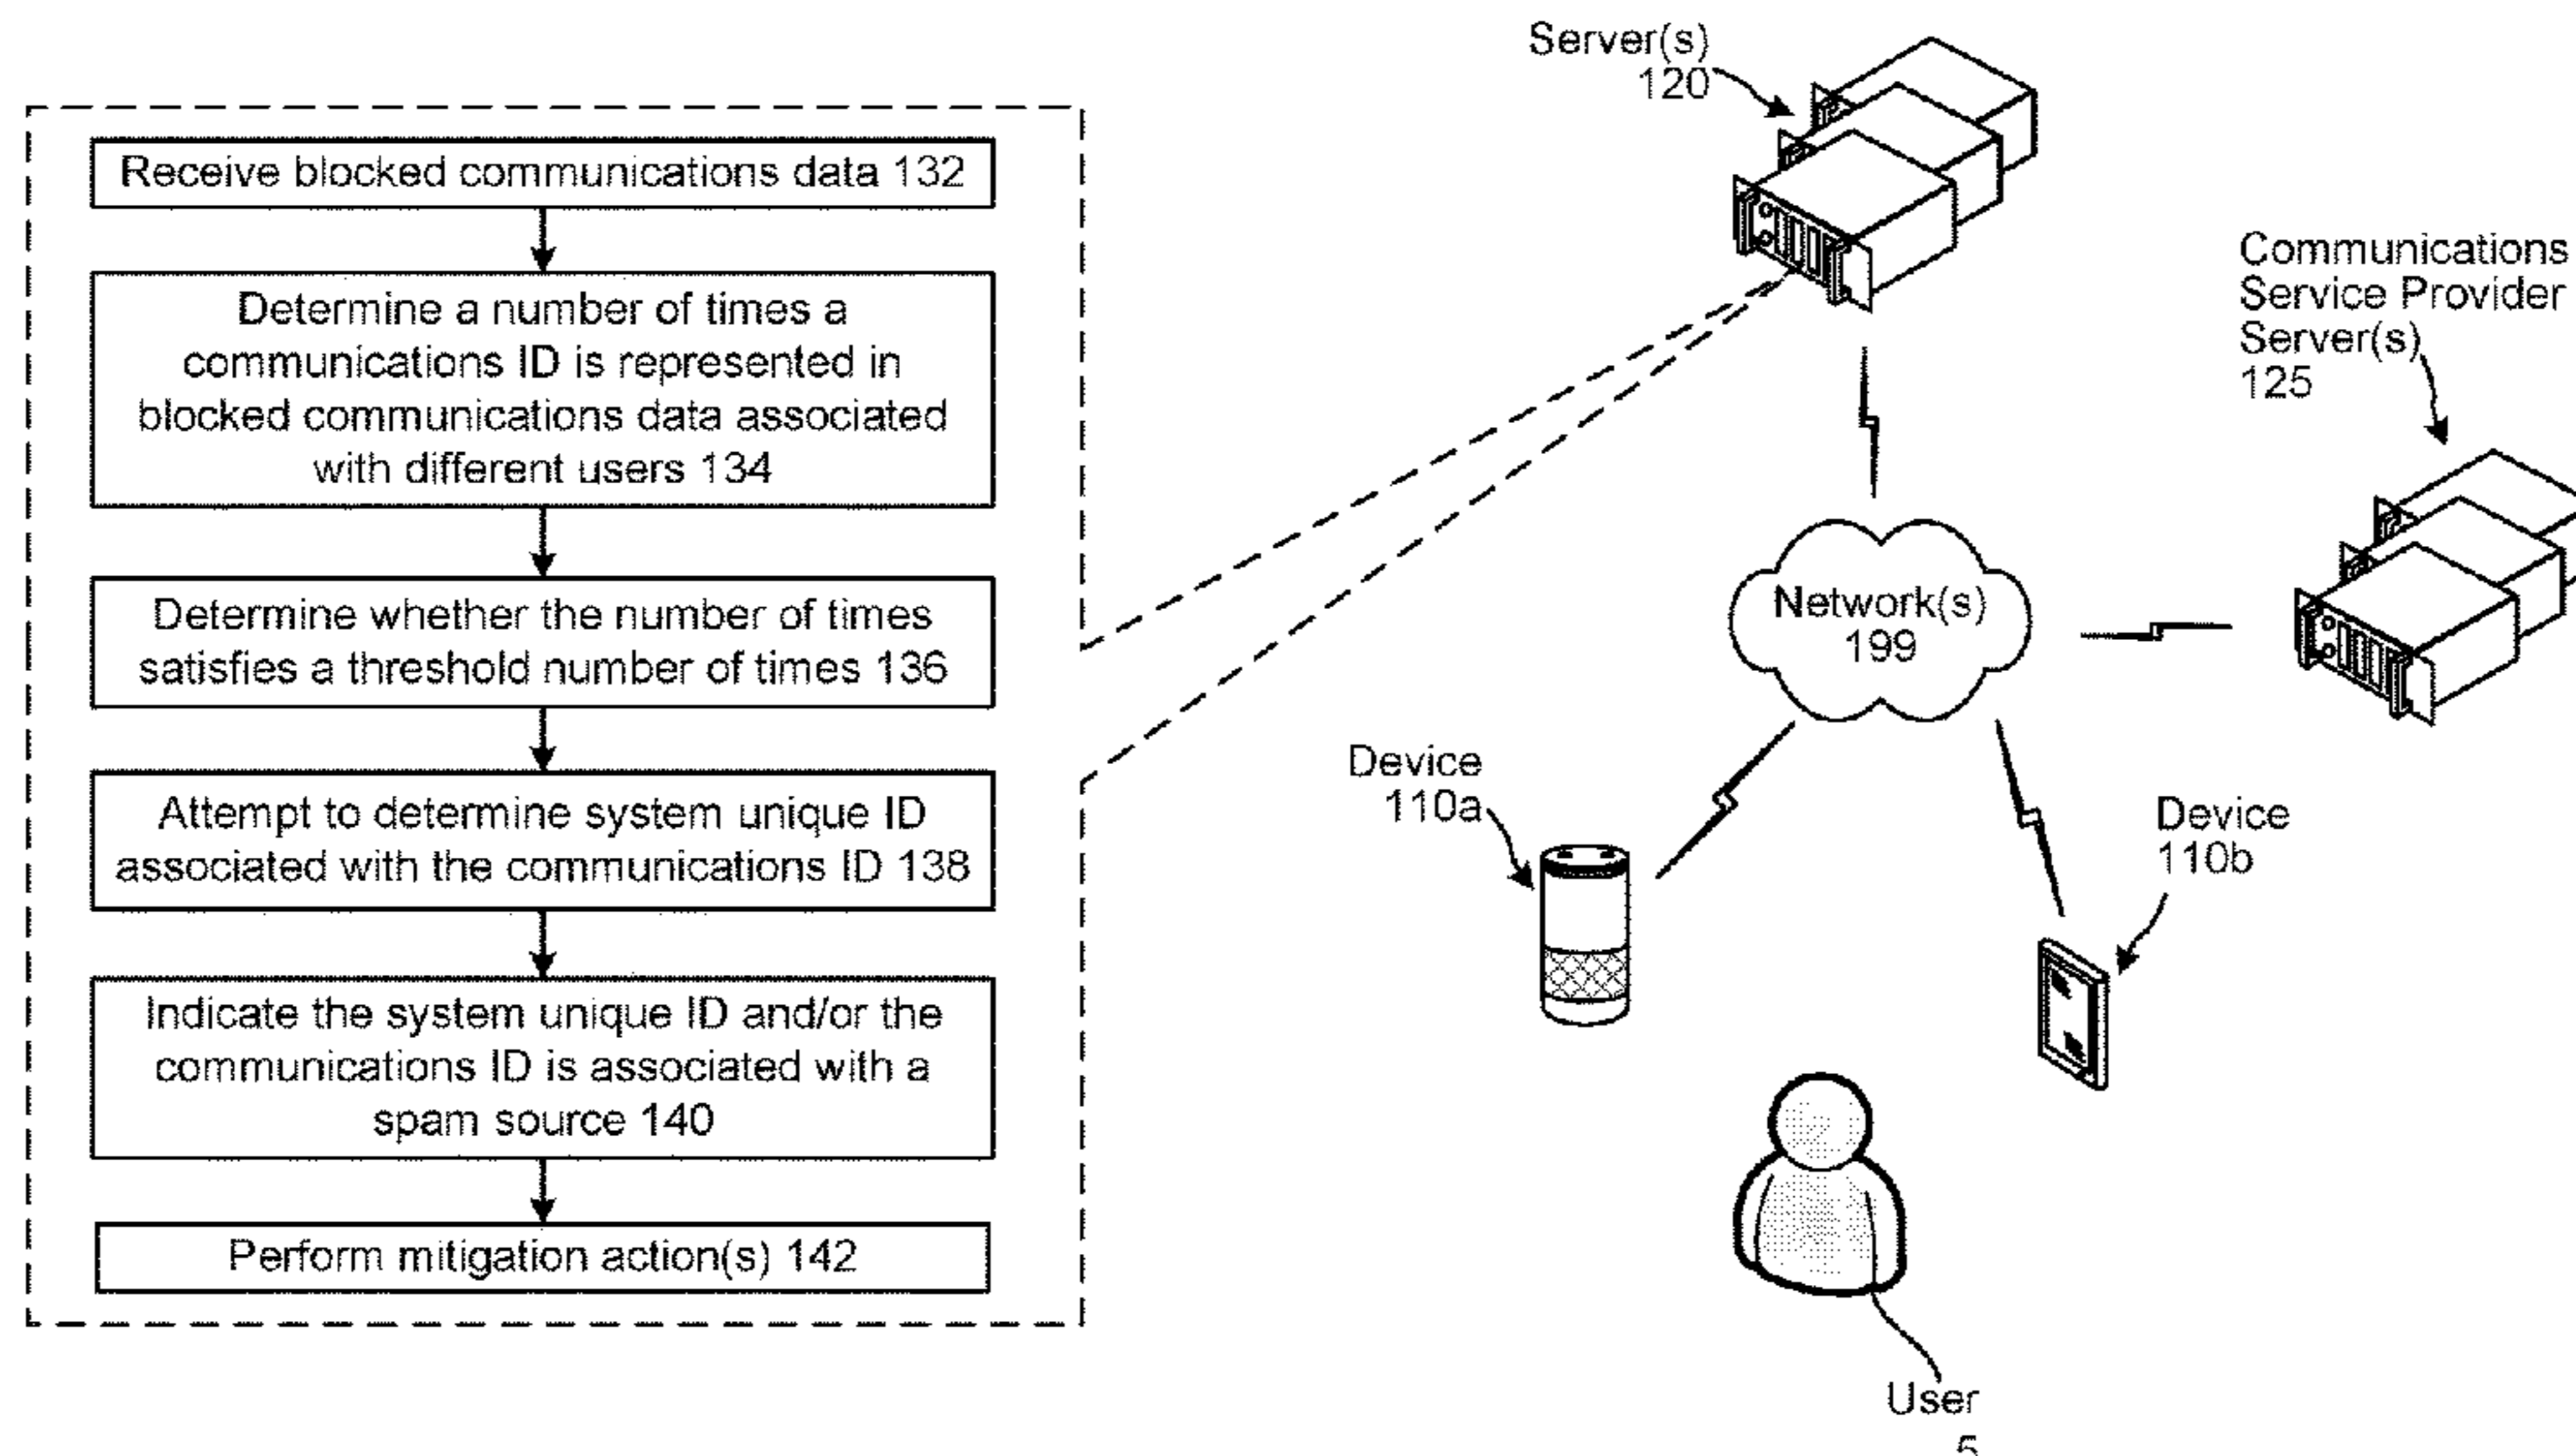 Receive blocked communications data 132
Determine a number of times a
communications ID is represented in
blocked communications data associated
with different users 134
Determine whether the number of times
satisfies a threshold number of times 136
Attempt to determine system unique ID
associated with the communications ID 138
Indicate the system unique ID and/or the
communications ID is associated with a
spam source 140
Perform mitigation action(s) 142
Server(s)
120
Communications
Service Provider
Server(s)
125
Network(s)
199
Device
110a
Device
110b
User
5